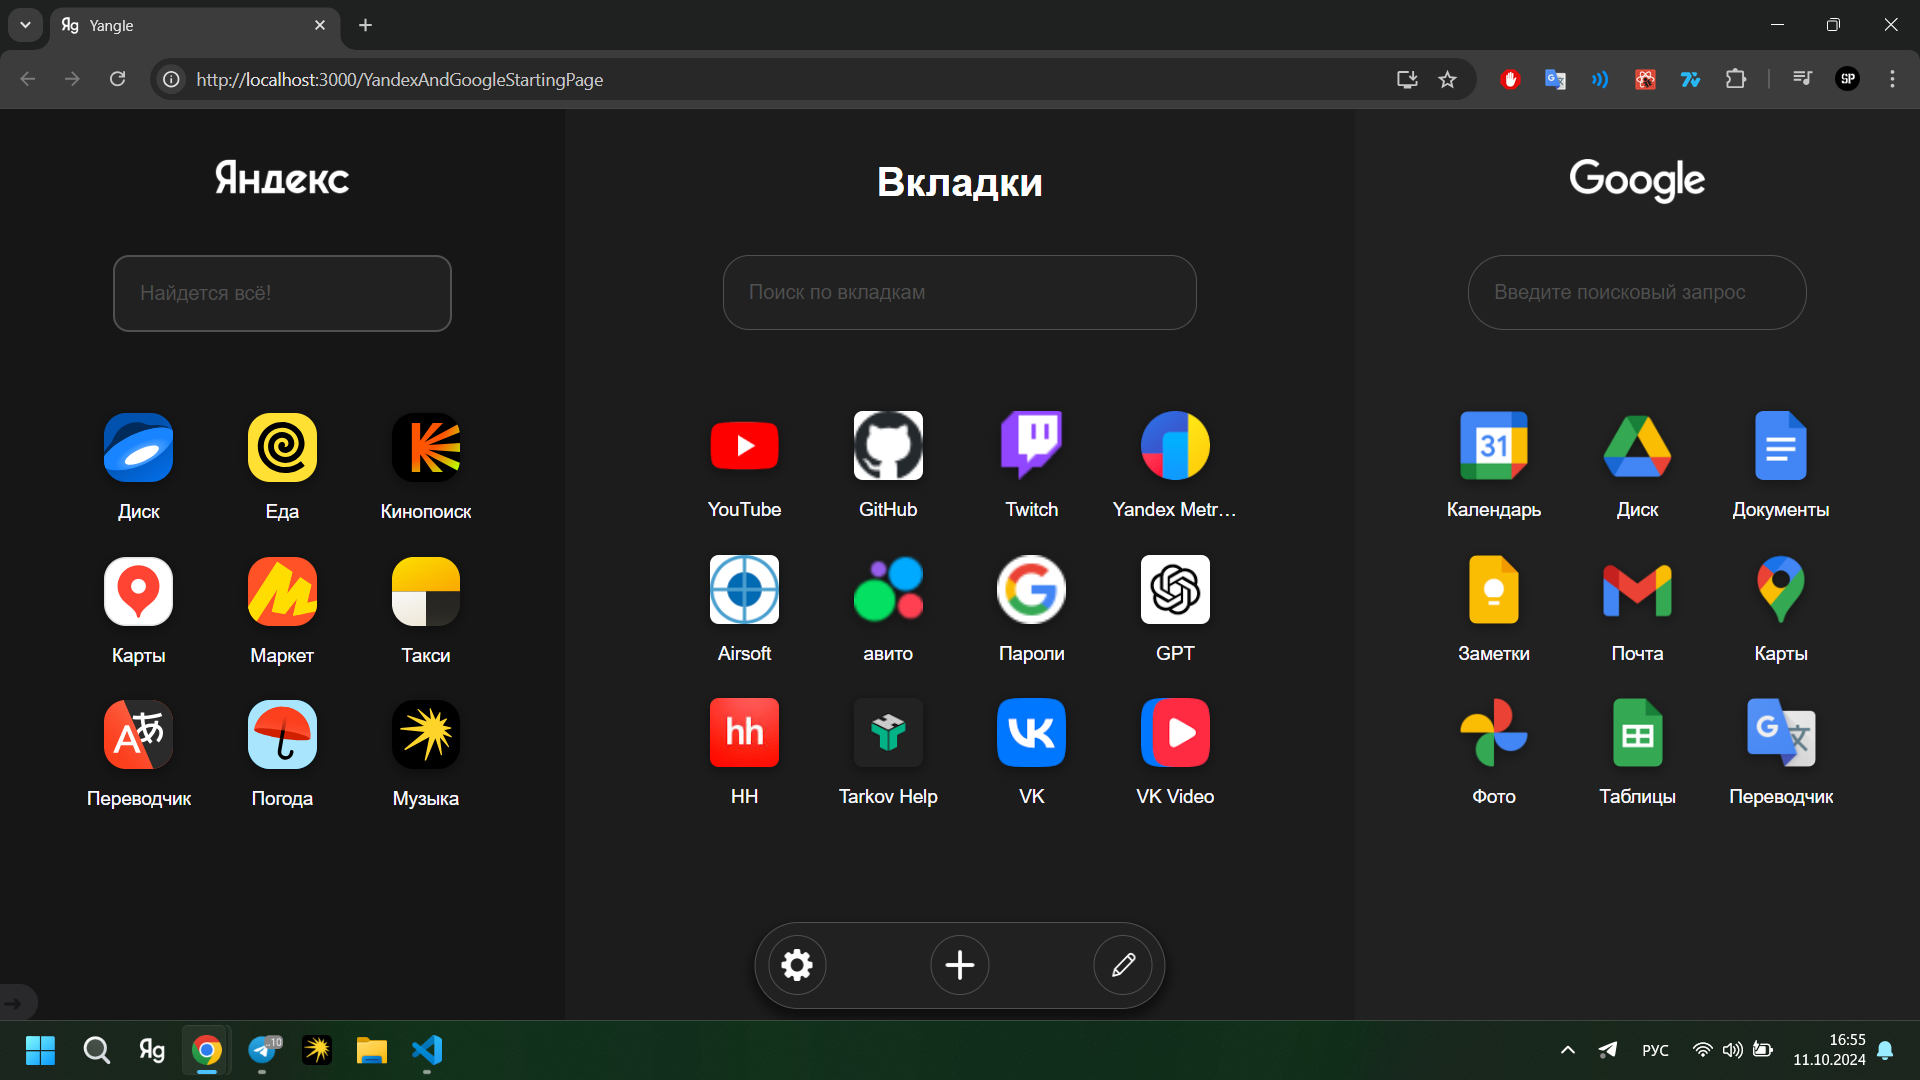 Яg Yangle
http://localhost:3000/YandexAndGoogleStartingPage
SP
Яндекс
Найдется всё!
Диск
Еда
Кинопоиск
Карты
Маркет
Такси
Переводчик
Погода
Музыка
Вкладки
Поиск по вкладкам
YouTube
GitHub
Twitch
Yandex Metr...
Airsoft
авито
Пароли
GPT
hh
HH
Tarkov Help
VK
VK Video
Google
Введите поисковый запрос
31
Календарь
Диск
Документы
Заметки
Почта
Карты
Фото
Таблицы
Переводчик
Яg
..10
РУС
16:55
11.10.2024